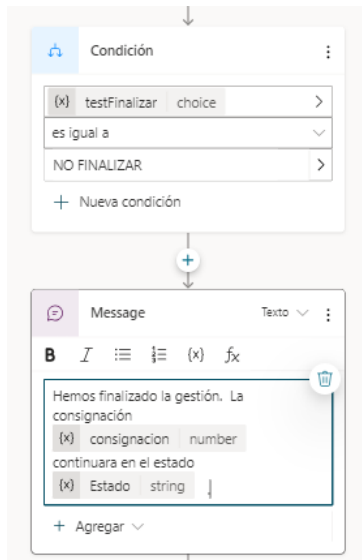 Condición
{x} testFinalizar choice
es igual a
NO FINALIZAR
+ Nueva condición
Message Texto
B I {x} fx
Hemos finalizado la gestión. La
consignación
{x} consignacion number
continuara en el estado
{x} Estado string .
+ Agregar